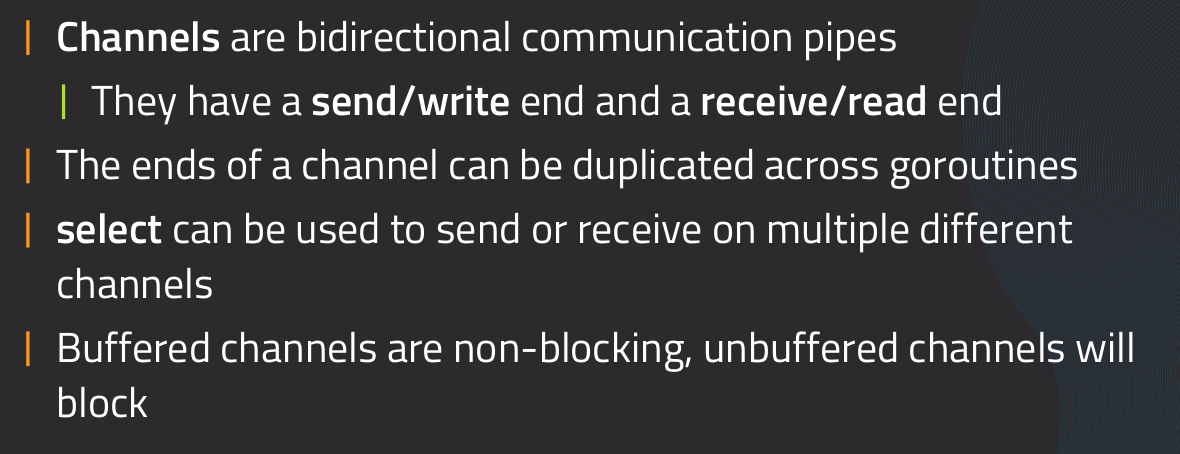 Channels are bidirectional communication pipes
They have a send/write end and a receive/read end
The ends of a channel can be duplicated across goroutines
select can be used to send or receive on multiple different
channels
Buffered channels are non-blocking, unbuffered channels will
block